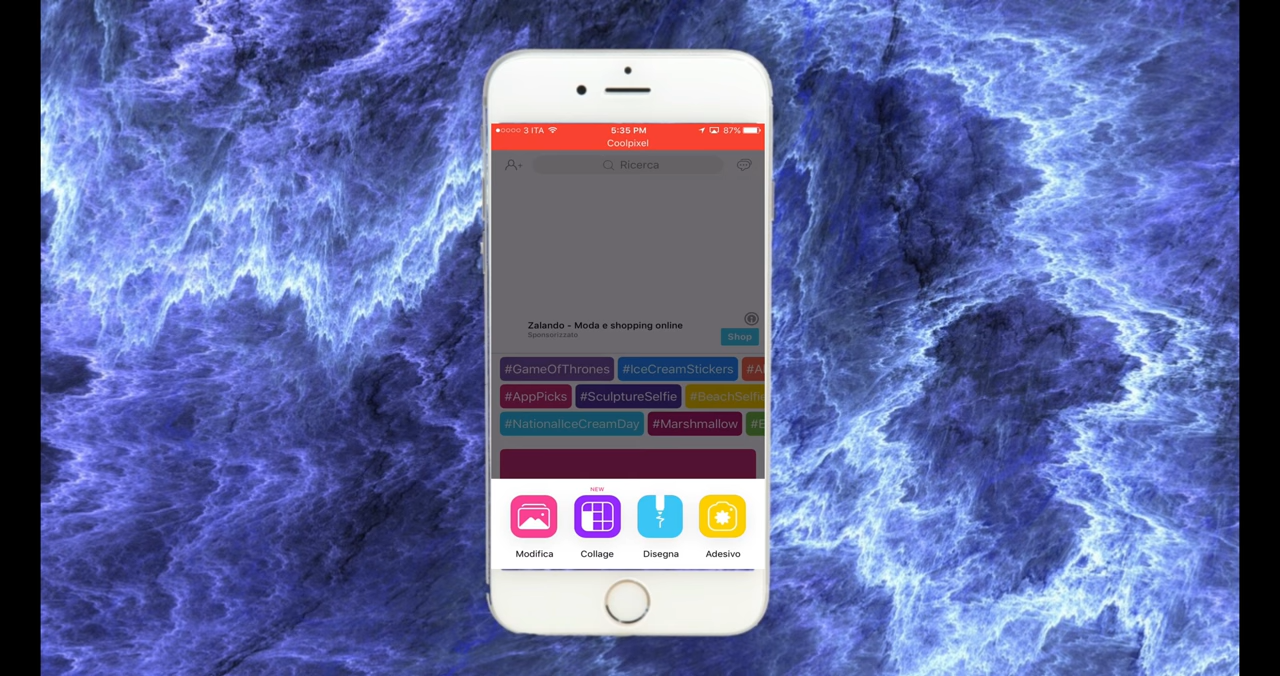 3 ITA 5:35 PM 87%
Coolpixel
Ricerca
Zalando - Moda e shopping online
Sponsorizzato
Shop
#GameOfThrones #IceCreamStickers #A
#AppPicks #SculptureSelfie #BeachSelfie
#NationalIceCreamDay #Marshmallow #E
NEW
Modifica Collage Disegna Adesivo